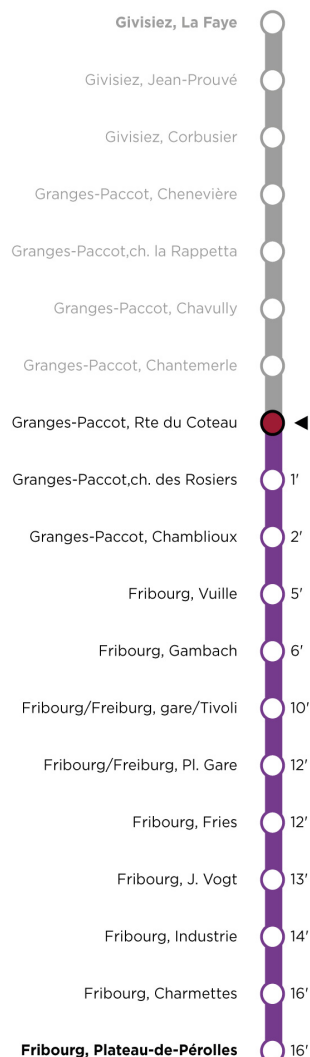 Givisiez, La Faye
Givisiez, Jean-Prouvé
Givisiez, Corbusier
Granges-Paccot, Chenevière
Granges-Paccot,ch. la Rappetta
Granges-Paccot, Chavully
Granges-Paccot, Chantemerle
Granges-Paccot, Rte du Coteau
Granges-Paccot,ch. des Rosiers 1'
Granges-Paccot, Chamblioux 2'
Fribourg, Vuille 5'
Fribourg, Gambach 6'
Fribourg/Freiburg, gare/Tivoli 10'
Fribourg/Freiburg, Pl. Gare 12'
Fribourg, Fries 12'
Fribourg, J. Vogt 13'
Fribourg, Industrie 14'
Fribourg, Charmettes 16'
Fribourg, Plateau-de-Pérolles 16'